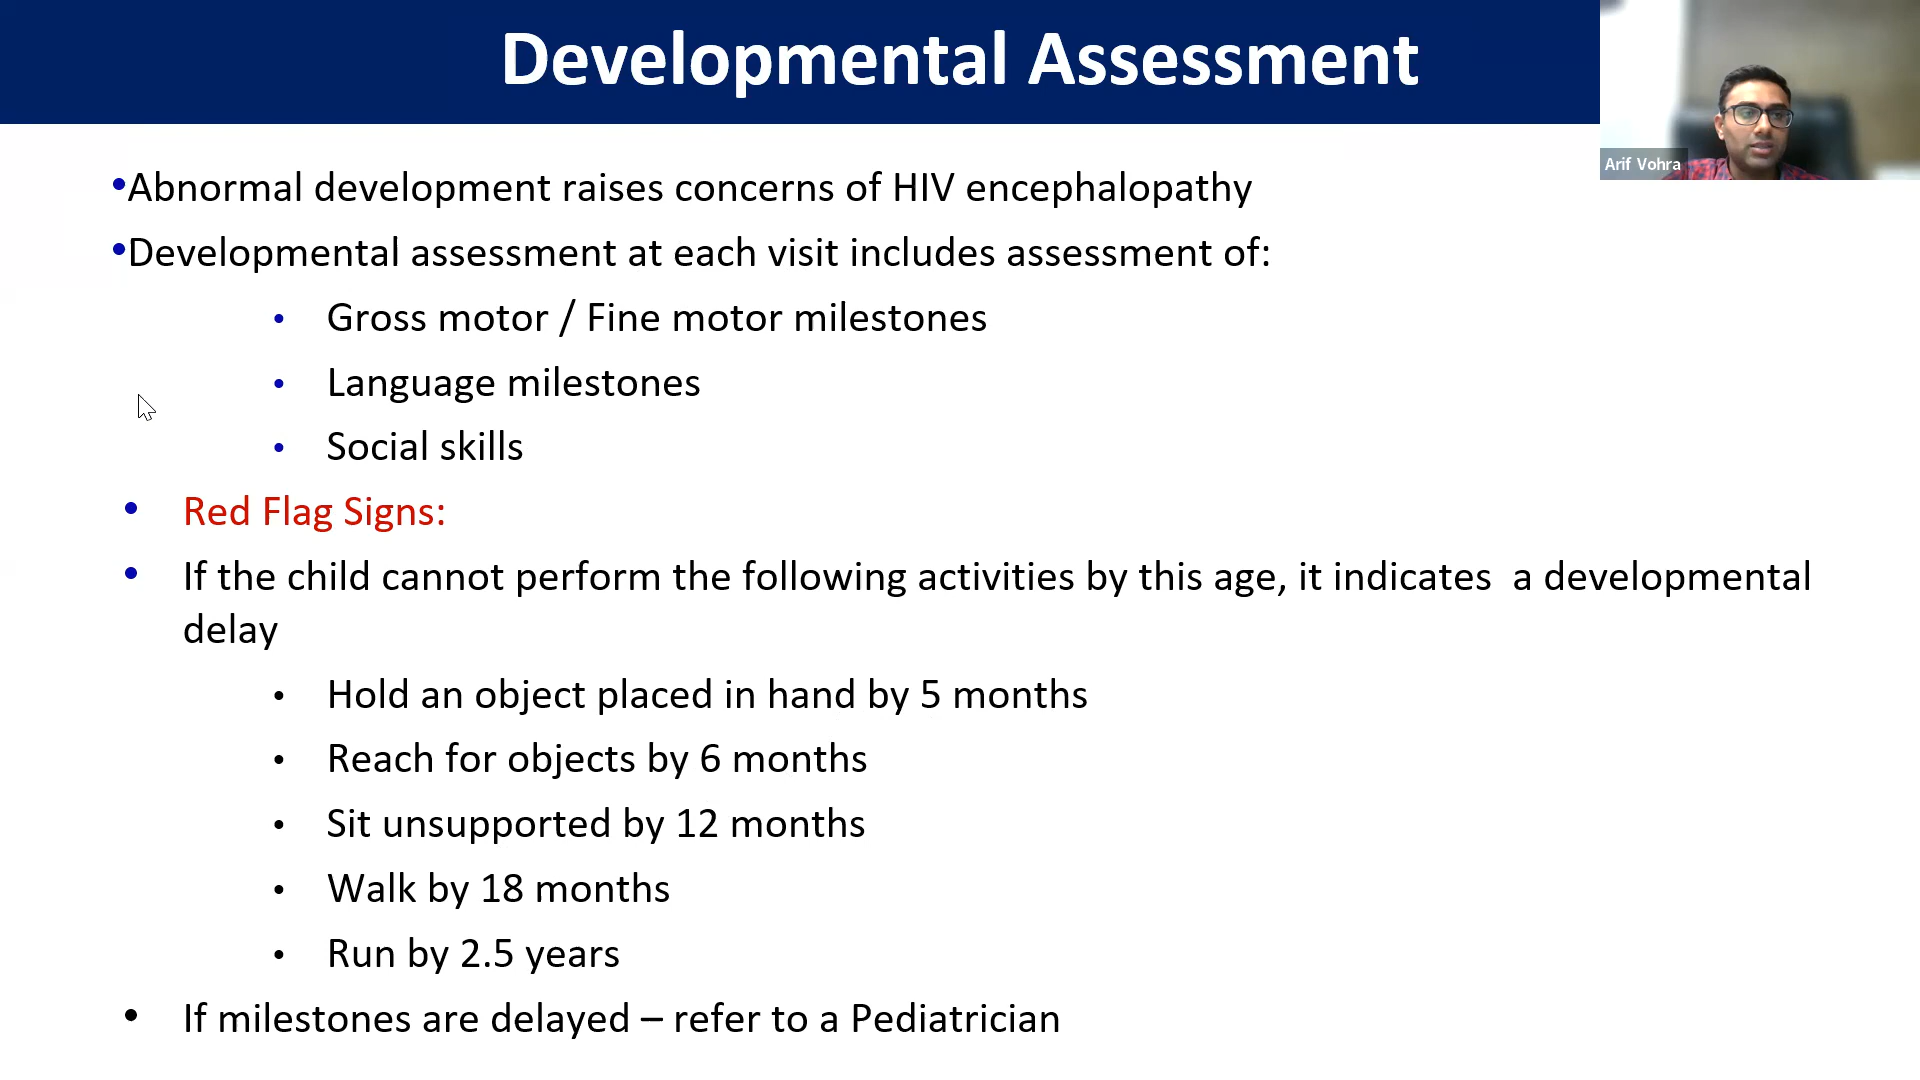 Developmental Assessment
Arif Vohra
•Abnormal development raises concerns of HIV encephalopathy
•Developmental assessment at each visit includes assessment of:
• Gross motor / Fine motor milestones
• Language milestones
• Social skills
• Red Flag Signs:
• If the child cannot perform the following activities by this age, it indicates  a developmental
delay
• Hold an object placed in hand by 5 months
• Reach for objects by 6 months
• Sit unsupported by 12 months
• Walk by 18 months
• Run by 2.5 years
• If milestones are delayed – refer to a Pediatrician